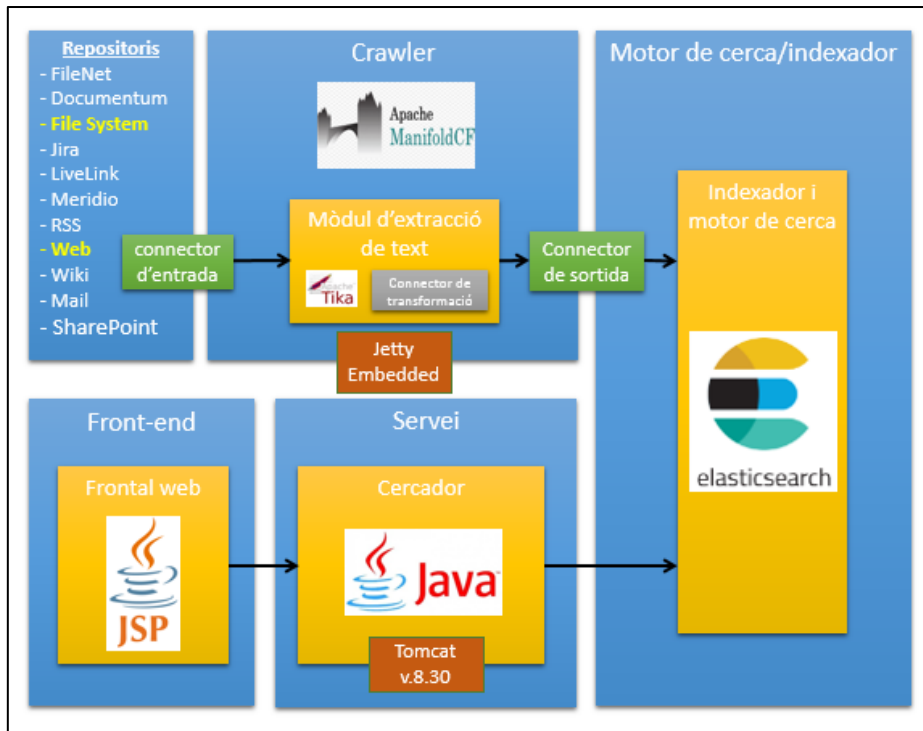 Repositoris
- FileNet
- Documentum
- File System
- Jira
- LiveLink
- Meridio
- RSS
- Web
- Wiki
- Mail
- SharePoint
connector
d'entrada
Crawler
Apache
ManifoldCF
Mòdul d'extracció
de text
Apache
Tika
Connector de
transformació
Jetty
Embedded
Connector
de sortida
Motor de cerca/indexador
Indexador i
motor de cerca
elasticsearch
Front-end
Frontal web
JSP
Servei
Cercador
Java
Tomcat
v.8.30